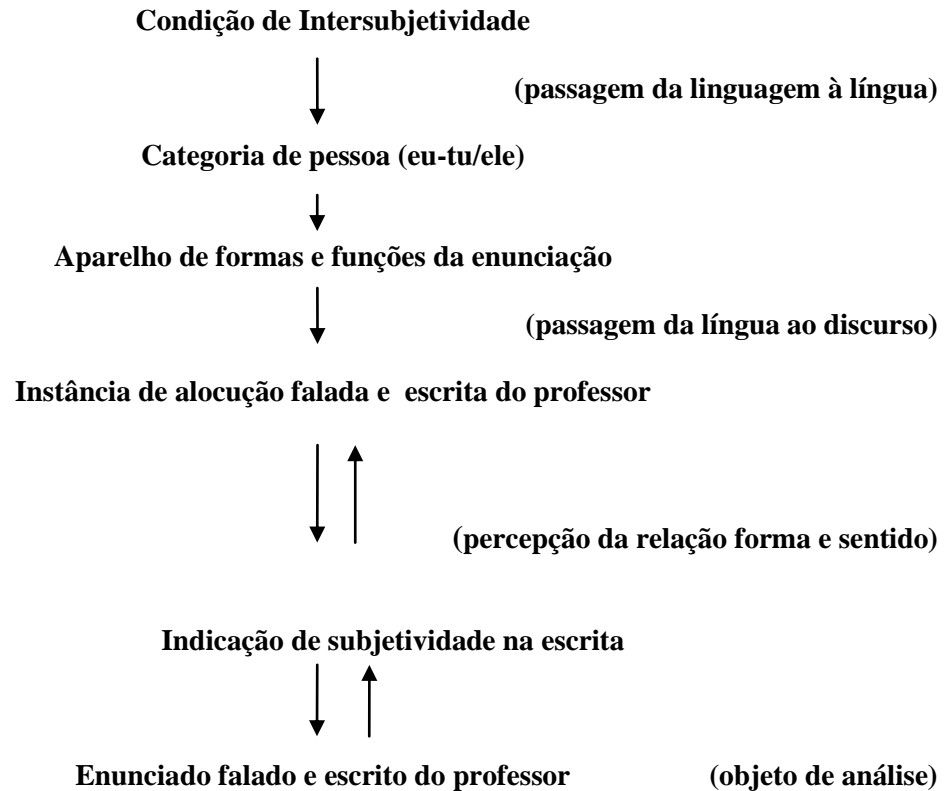 Condição de Intersubjetividade
(passagem da linguagem à língua)
Categoria de pessoa (eu-tu/ele)
Aparelho de formas e funções da enunciação
(passagem da língua ao discurso)
Instância de alocução falada e escrita do professor
(percepção da relação forma e sentido)
Indicação de subjetividade na escrita
Enunciado falado e escrito do professor (objeto de análise)